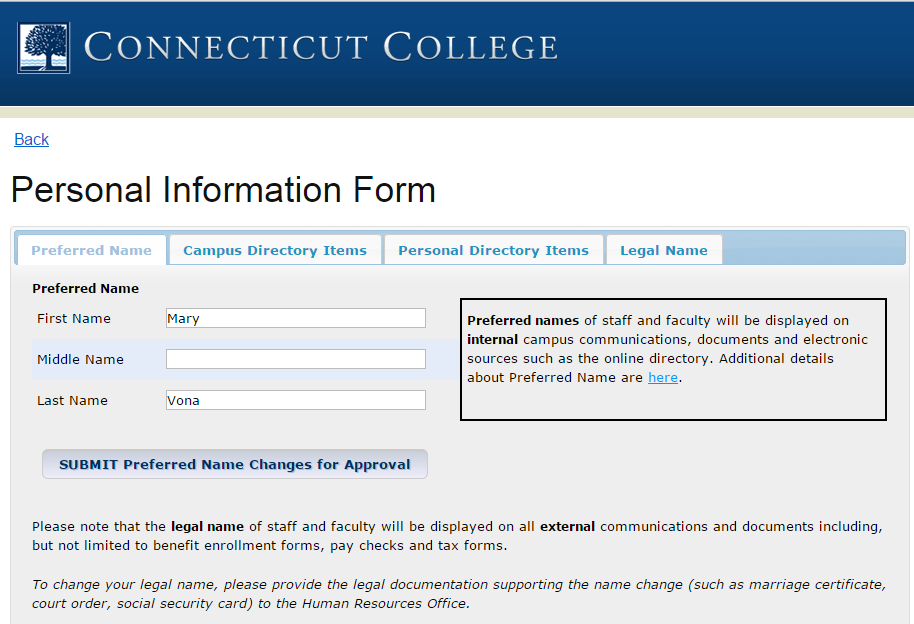 CONNECTICUT COLLEGE
Back
Personal Information Form
Preferred Name Campus Directory Items Personal Directory Items Legal Name
Preferred Name
First Name Mary
Middle Name
Last Name Vona
Preferred names of staff and faculty will be displayed on
internal campus communications, documents and electronic
sources such as the online directory. Additional details
about Preferred Name are here.
SUBMIT Preferred Name Changes for Approval
Please note that the legal name of staff and faculty will be displayed on all external communications and documents including,
but not limited to benefit enrollment forms, pay checks and tax forms.
To change your legal name, please provide the legal documentation supporting the name change (such as marriage certificate,
court order, social security card) to the Human Resources Office.